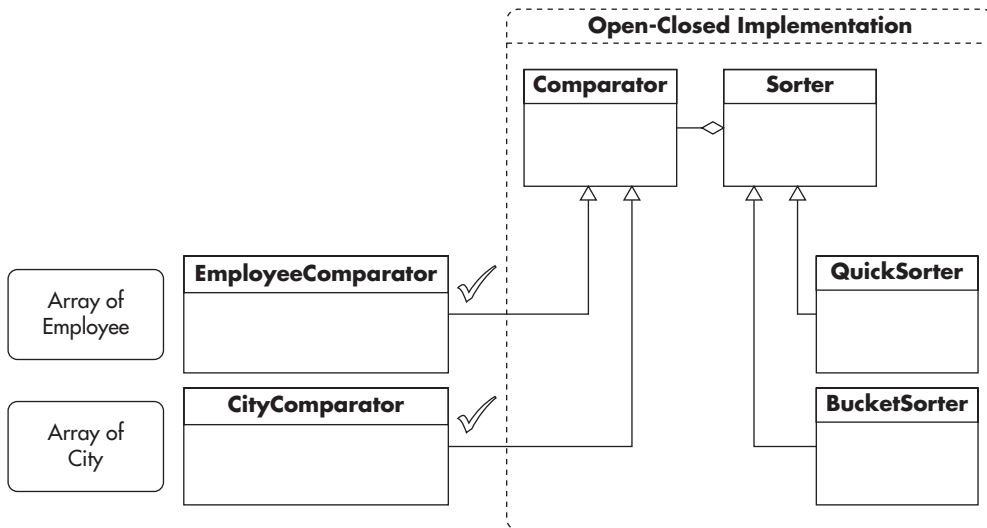 Open-Closed Implementation
Comparator
Sorter
Array of
Employee
EmployeeComparator
QuickSorter
Array of
City
CityComparator
BucketSorter